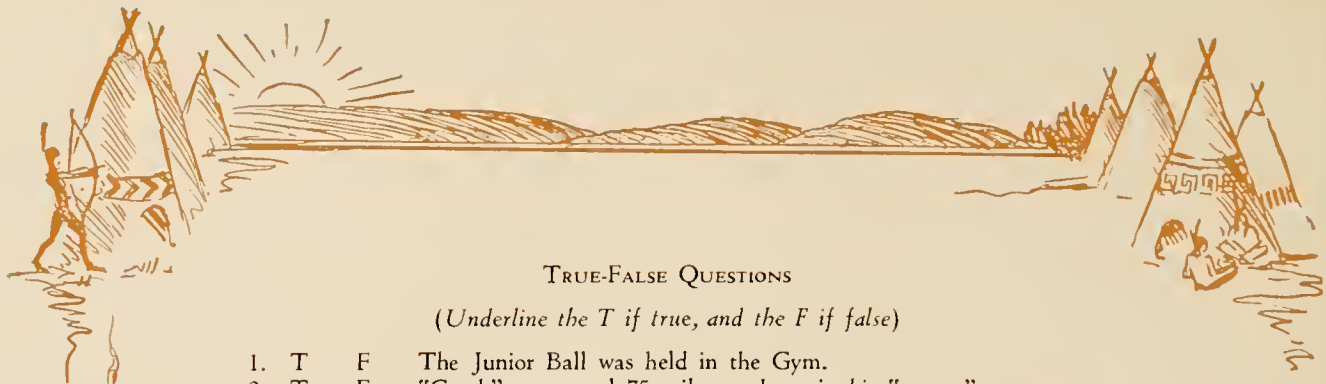 TRUE-FALSE QUESTIONS
(Underline the T if true, and the F if false)
1. T F The Junior Ball was held in the Gym.
2. T F 75